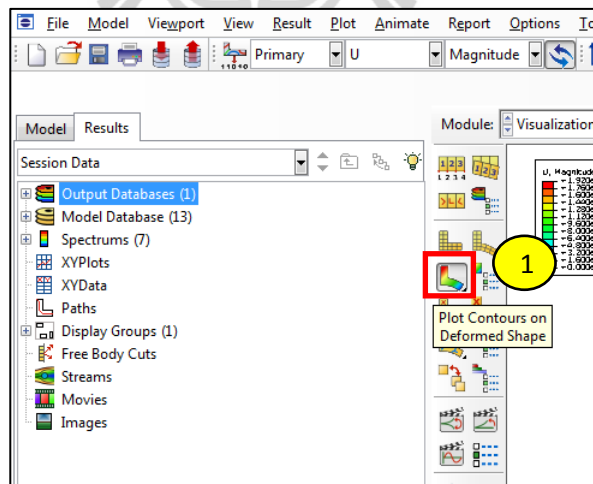 File Model Viewport View Result Plot Animate Report Options
Primary U Magnitude
Model Results
Module: Visualization
Session Data
Output Databases (1)
Model Database (13)
Spectrums (7)
XYPlots
XYData
Paths
Display Groups (1)
Free Body Cuts
Streams
Movies
Images
U, Magnitude
1
Plot Contours on
Deformed Shape